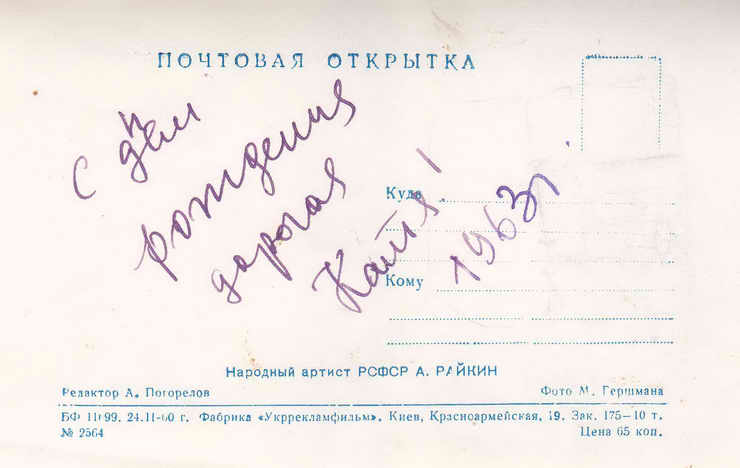 ПОЧТОВАЯ ОТКРЫТКА
С днем
рождения
дорогая
Катя!
1963г.
Куда
Кому
Народный артист РСФСР А. РАЙКИН
Редактор А. Погорелов
Фото М. Гершмана
БФ 11099. 24.11-60 г. Фабрика «Укррекламфильм». Киев, Красноармейская, 19. Зак. 175—10 т.
№ 2564
Цена 65 коп.